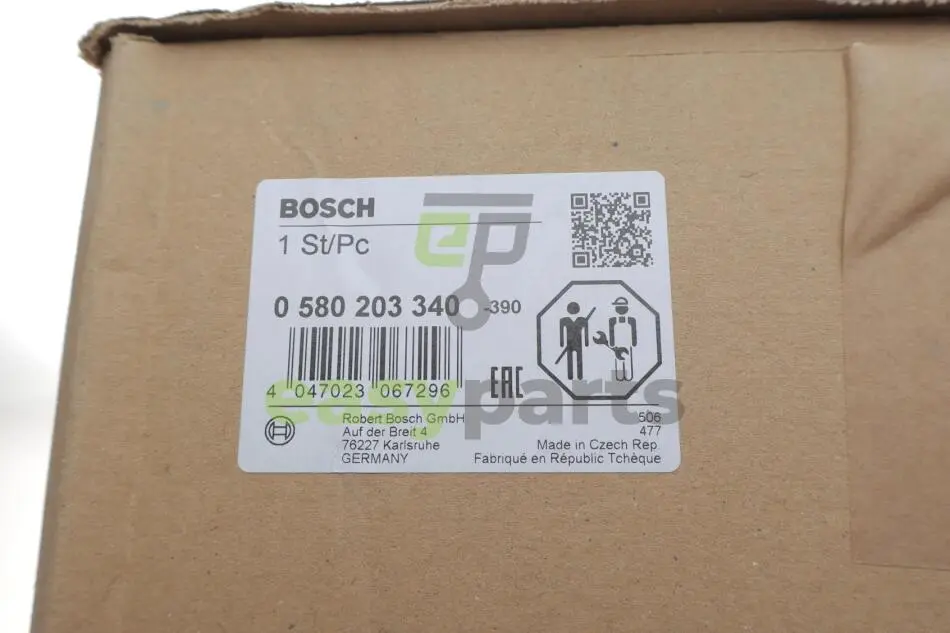 BOSCH
1 St/Pc
ep
0 580 203 340 -390
4 047023 067296
EAC
easyparts
Robert Bosch GmbH
Auf der Breit 4
76227 Karlsruhe
GERMANY
506
477
Made in Czech Rep.
Fabriqué en République Tchèque